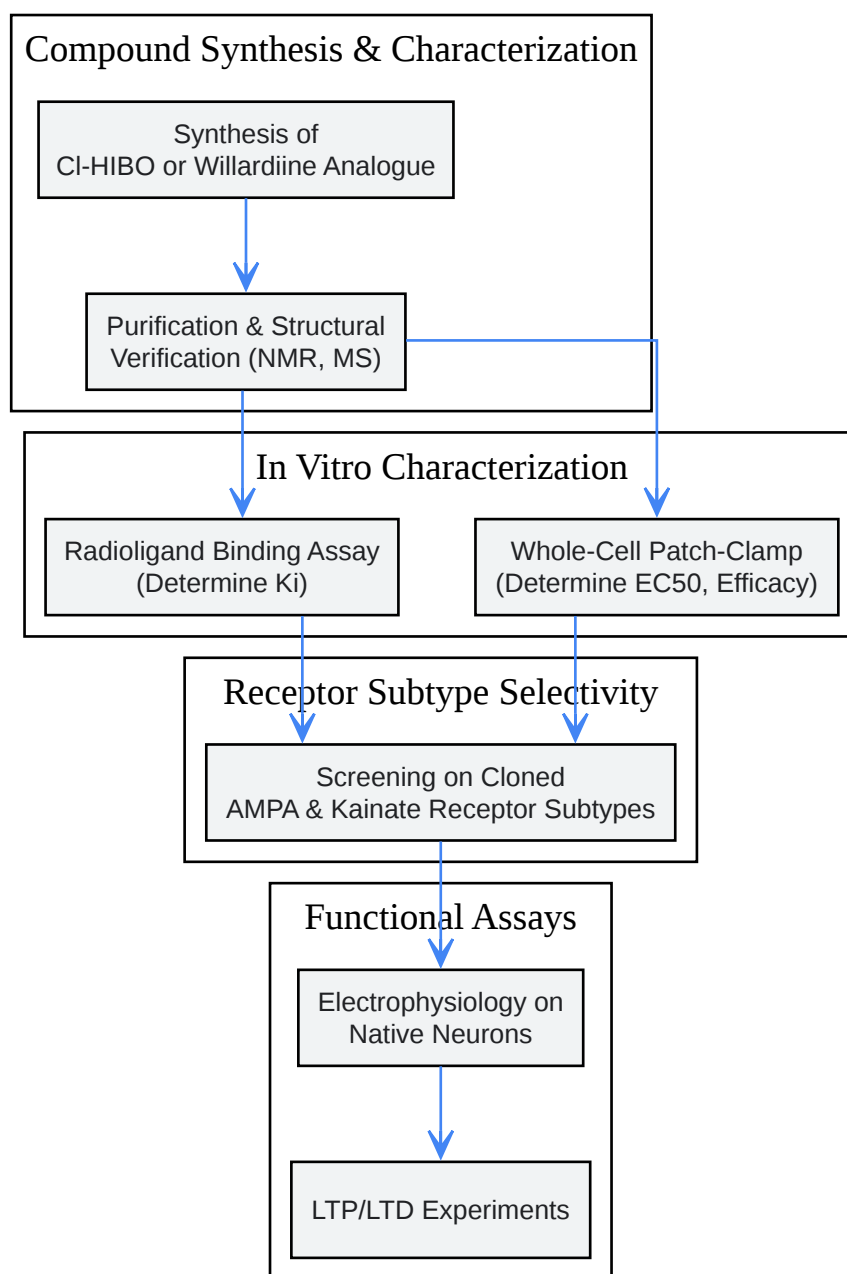 Compound Synthesis & Characterization
Synthesis of
Cl-HIBO or Willardiine Analogue
Purification & Structural
Verification (NMR, MS)
In Vitro Characterization
Radioligand Binding Assay
(Determine Ki)
Whole-Cell Patch-Clamp
(Determine EC50, Efficacy)
Receptor Subtype Selectivity
Screening on Cloned
AMPA & Kainate Receptor Subtypes
Functional Assays
Electrophysiology on
Native Neurons
LTP/LTD Experiments